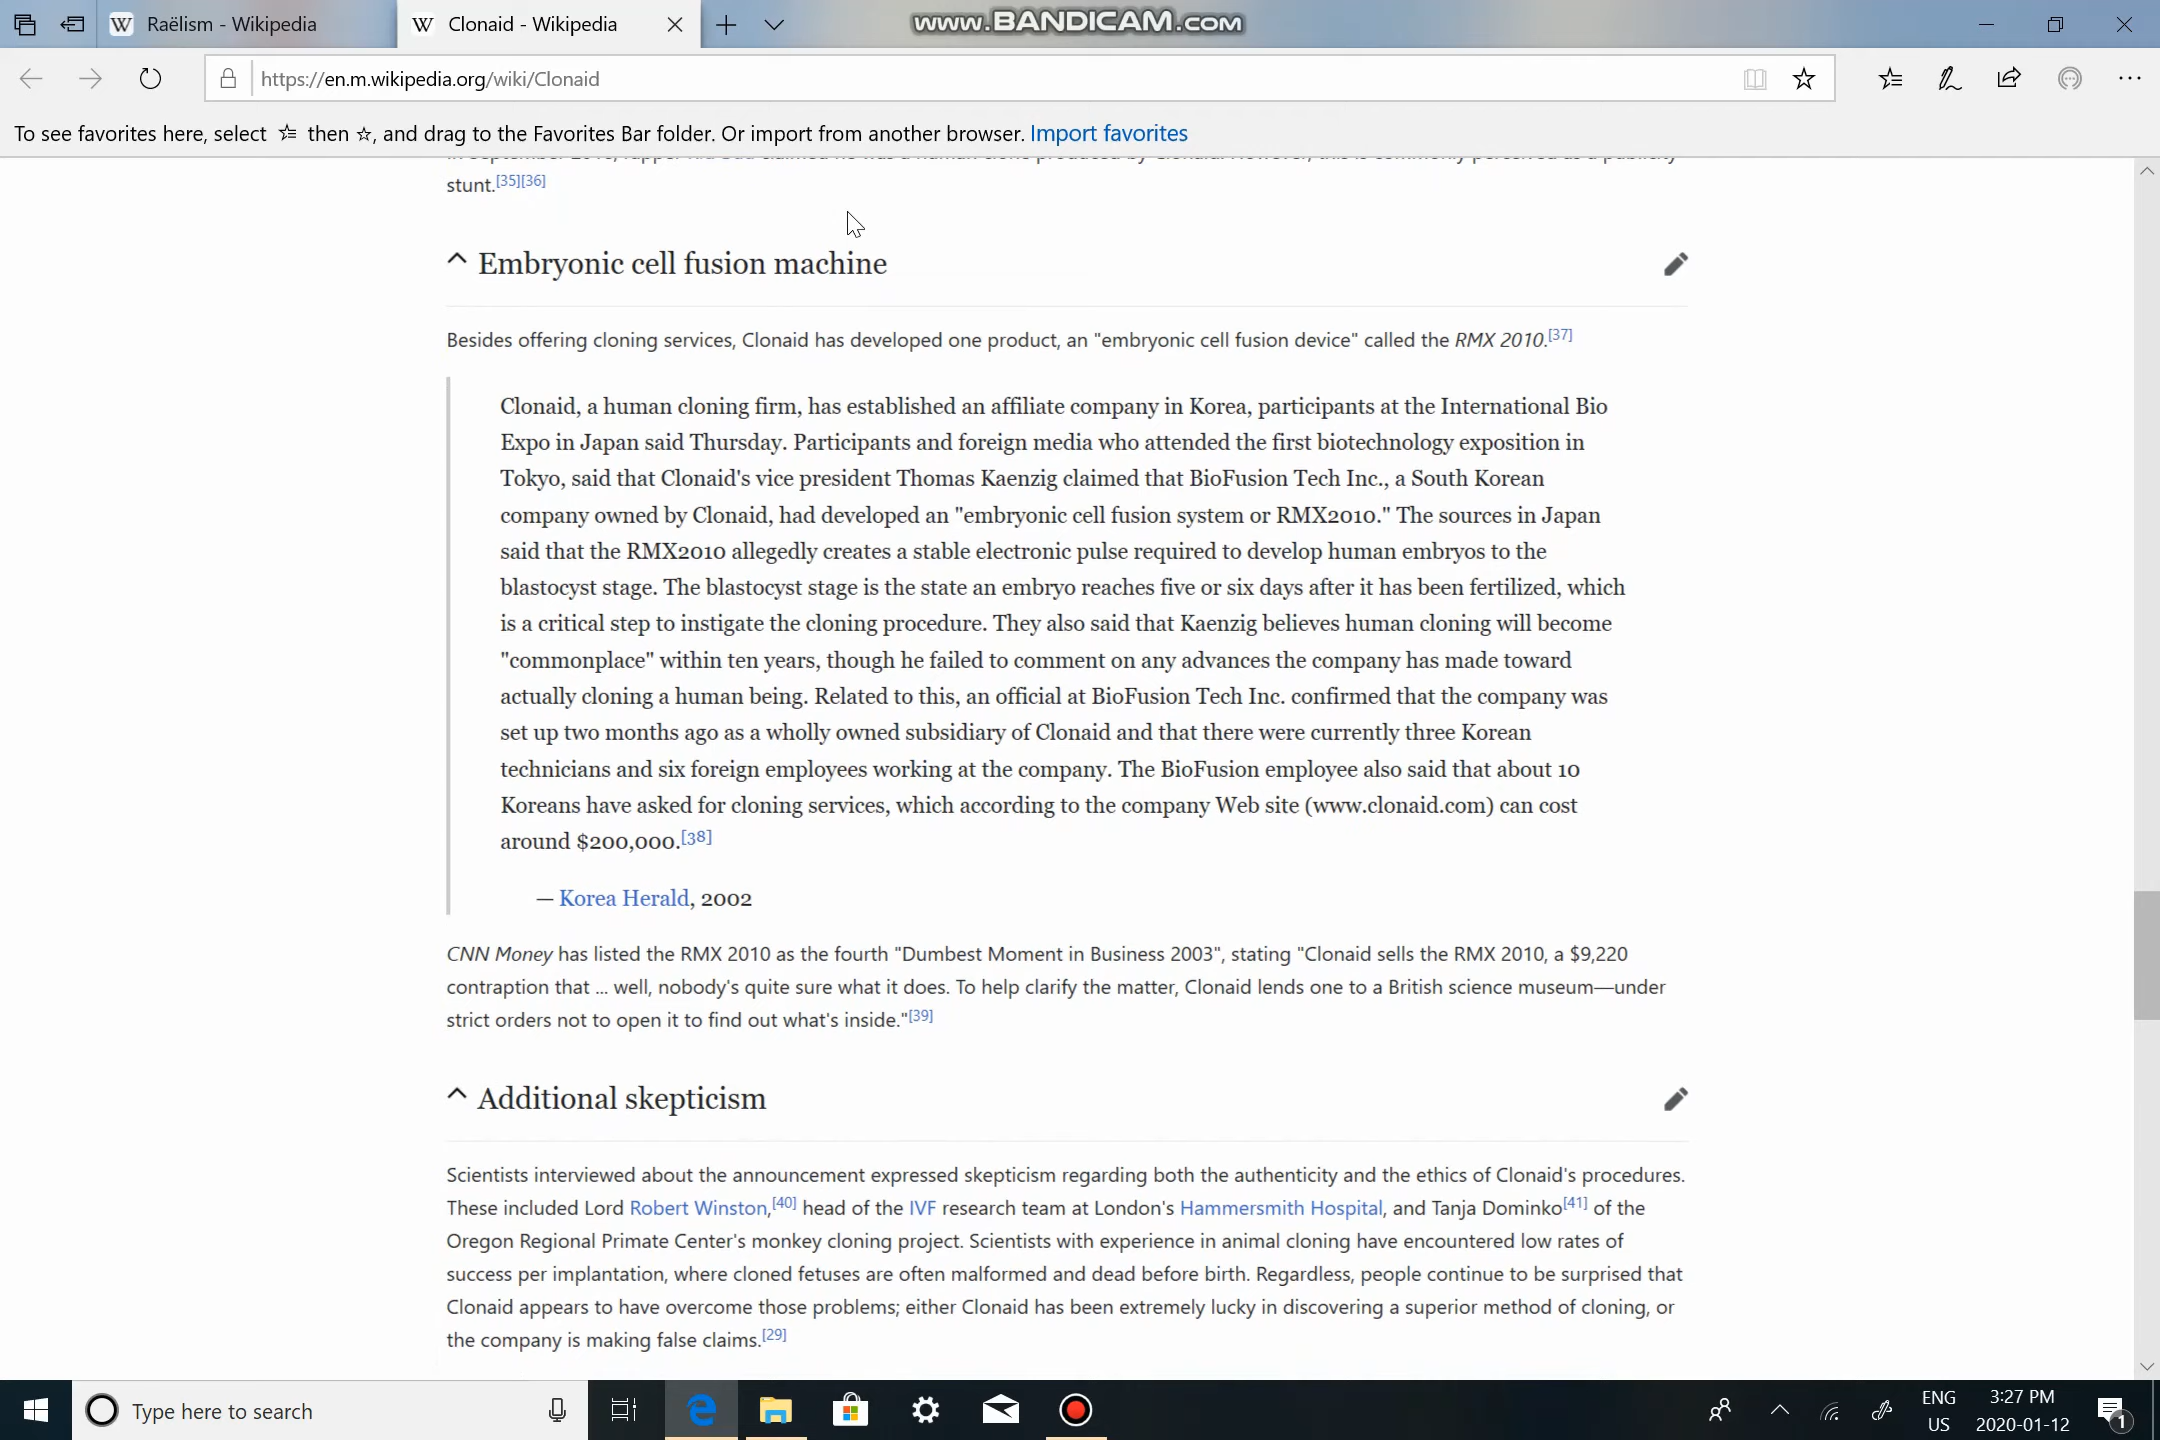 Raëlism - Wikipedia
Clonaid - Wikipedia
www.BANDICAM.com
https://en.m.wikipedia.org/wiki/Clonaid
To see favorites here, select then , and drag to the Favorites Bar folder. Or import from another browser. Import favorites
In September 2016, rapper claimed he was a human clone produced by Clonaid. However, this is commonly perceived as a publicity
stunt.[35][36]
Embryonic cell fusion machine
Besides offering cloning services, Clonaid has developed one product, an "embryonic cell fusion device" called the RMX 2010.[37]
Clonaid, a human cloning firm, has established an affiliate company in Korea, participants at the International Bio
Expo in Japan said Thursday. Participants and foreign media who attended the first biotechnology exposition in
Tokyo, said that Clonaid's vice president Thomas Kaenzig claimed that BioFusion Tech Inc., a South Korean
company owned by Clonaid, had developed an "embryonic cell fusion system or RMX2010." The sources in Japan
said that the RMX2010 allegedly creates a stable electronic pulse required to develop human embryos to the
blastocyst stage. The blastocyst stage is the state an embryo reaches five or six days after it has been fertilized, which
is a critical step to instigate the cloning procedure. They also said that Kaenzig believes human cloning will become
"commonplace" within ten years, though he failed to comment on any advances the company has made toward
actually cloning a human being. Related to this, an official at BioFusion Tech Inc. confirmed that the company was
set up two months ago as a wholly owned subsidiary of Clonaid and that there were currently three Korean
technicians and six foreign employees working at the company. The BioFusion employee also said that about 10
Koreans have asked for cloning services, which according to the company Web site (www.clonaid.com) can cost
around $200,000.[38]
— Korea Herald, 2002
CNN Money has listed the RMX 2010 as the fourth "Dumbest Moment in Business 2003", stating "Clonaid sells the RMX 2010, a $9,220
contraption that ... well, nobody's quite sure what it does. To help clarify the matter, Clonaid lends one to a British science museum—under
strict orders not to open it to find out what's inside."[39]
Additional skepticism
Scientists interviewed about the announcement expressed skepticism regarding both the authenticity and the ethics of Clonaid's procedures.
These included Lord Robert Winston,[40] head of the IVF research team at London's Hammersmith Hospital, and Tanja Dominko[41] of the
Oregon Regional Primate Center's monkey cloning project. Scientists with experience in animal cloning have encountered low rates of
success per implantation, where cloned fetuses are often malformed and dead before birth. Regardless, people continue to be surprised that
Clonaid appears to have overcome those problems; either Clonaid has been extremely lucky in discovering a superior method of cloning, or
the company is making false claims.[29]
Type here to search
ENG
US
3:27 PM
2020-01-12
1